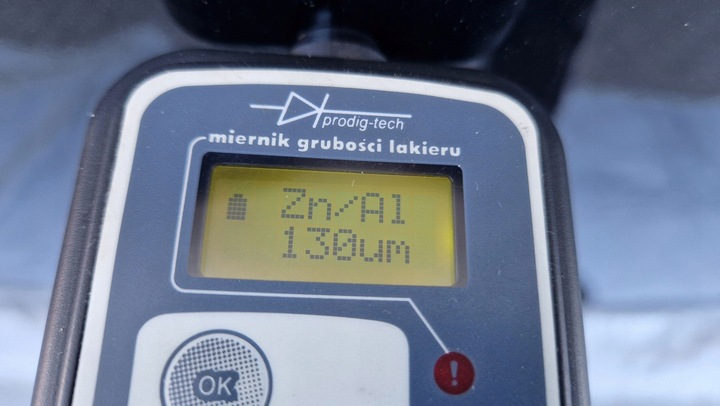 prodig-tech
miernik grubości lakieru
Zn/Al
130um
!
OK